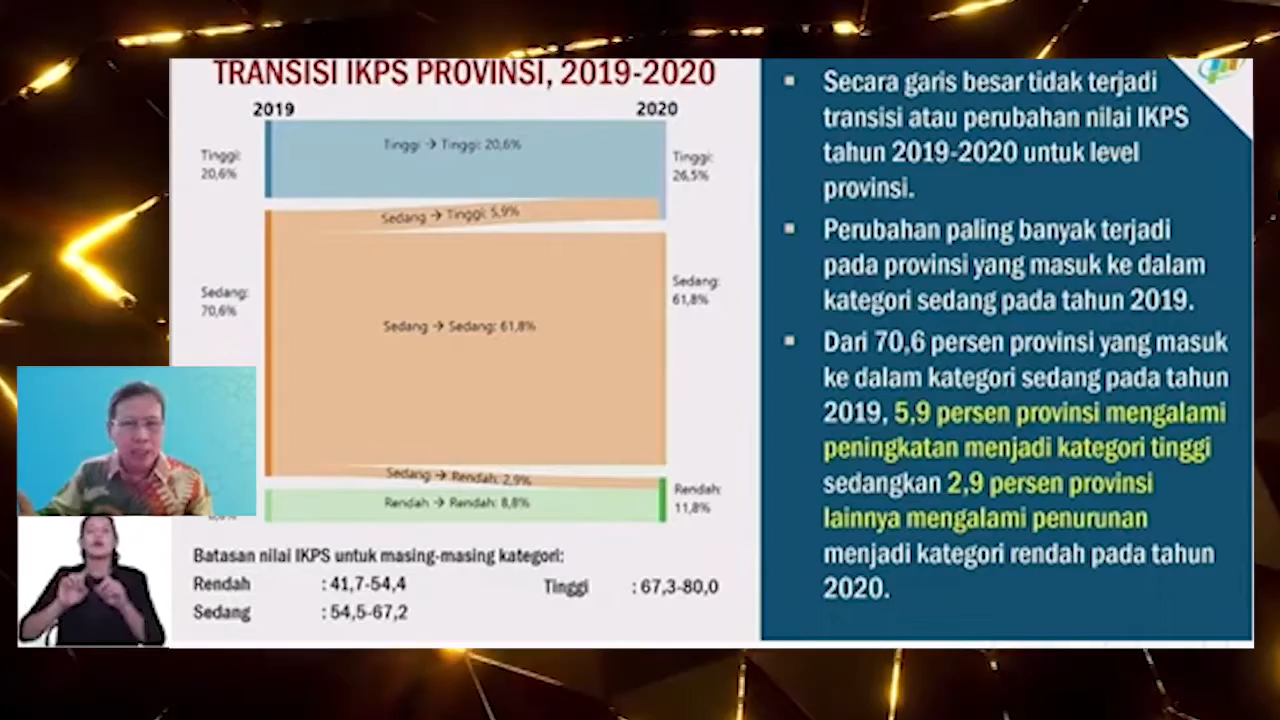 TRANSISI IKPS PROVINSI, 2019-2020
2019
2020
Tinggi:
20,6%
Tinggi → Tinggi: 20,6%
Tinggi:
26,5%
Sedang → Tinggi: 5,9%
Sedang:
70,6%
Sedang → Sedang: 61,8%
Sedang:
61,8%
Sedang → Rendah: 2,9%
Rendah → Rendah: 8,8%
Rendah:
11,8%
Batasan nilai IKPS untuk masing-masing kategori:
Rendah : 41,7-54,4
Tinggi : 67,3-80,0
Sedang : 54,5-67,2
▪ Secara garis besar tidak terjadi
transisi atau perubahan nilai IKPS
tahun 2019-2020 untuk level
provinsi.
▪ Perubahan paling banyak terjadi
pada provinsi yang masuk ke dalam
kategori sedang pada tahun 2019.
▪ Dari 70,6 persen provinsi yang masuk
ke dalam kategori sedang pada tahun
2019, 5,9 persen provinsi mengalami
peningkatan menjadi kategori tinggi
sedangkan 2,9 persen provinsi
lainnya mengalami penurunan
menjadi kategori rendah pada tahun
2020.